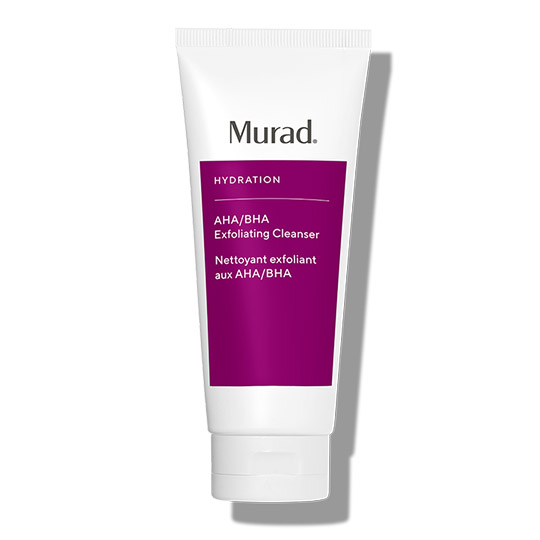 Murad.
HYDRATION
AHA/BHA
Exfoliating Cleanser
Nettoyant exfoliant
aux AHA/BHA